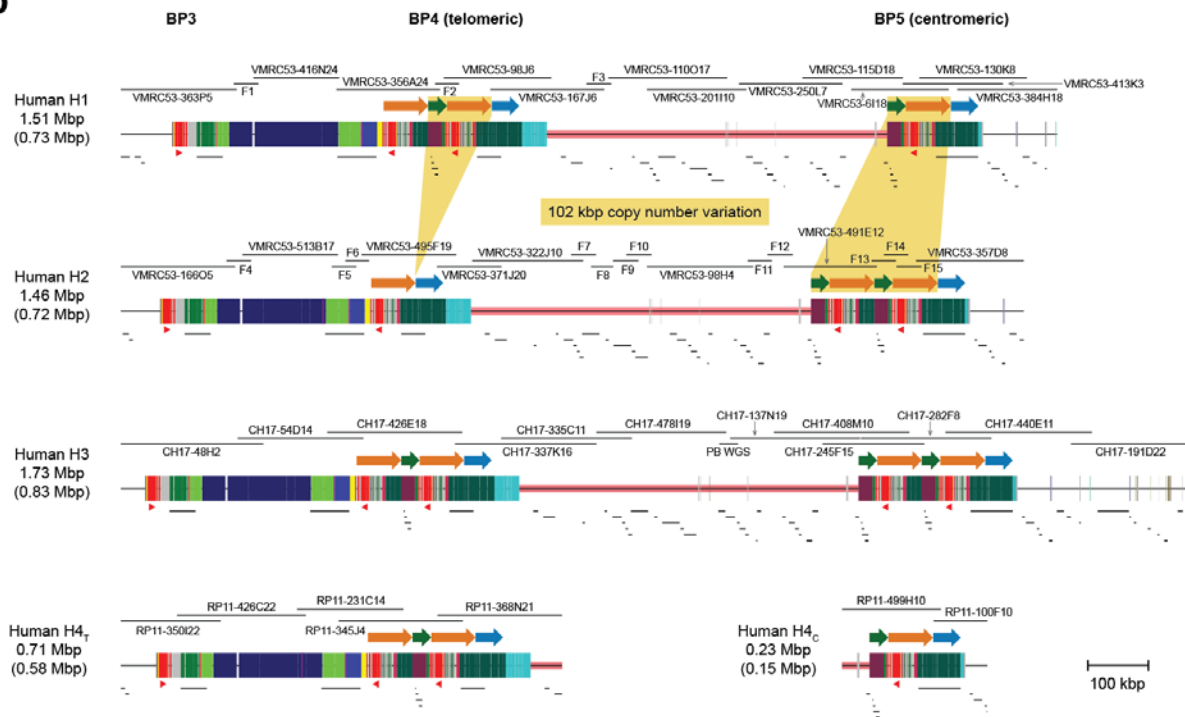 BP3 BP4 (telomeric) BP5 (centromeric)
VMRC53-416N24 VMRC53-98J6 F3 VMRC53-110O17 VMRC53-115D18 VMRC53-130K8
VMRC53-356A24 VMRC53-413K3
VMRC53-363P5 F1 F2 VMRC53-167J6 VMRC53-201I10 VMRC53-250L7 VMRC53-6I18 VMRC53-384H18
Human H1
1.51 Mbp
(0.73 Mbp)
102 kbp copy number variation
VMRC53-491E12
VMRC53-513B17 F6 VMRC53-495F19 VMRC53-322J10 F7 F10 F12 F14 VMRC53-357D8
VMRC53-166O5 F4 F5 VMRC53-371J20 F8 F9 VMRC53-98H4 F11 F13 F15
Human H2
1.46 Mbp
(0.72 Mbp)
CH17-54D14 CH17-426E18 CH17-335C11 CH17-478I19 CH17-137N19 CH17-408M10 CH17-282F8 CH17-440E11
CH17-48H2 CH17-337K16 PB WGS CH17-245F15 CH17-191D22
Human H3
1.73 Mbp
(0.83 Mbp)
RP11-426C22 RP11-231C14 RP11-368N21 RP11-499H10
RP11-350I22 RP11-345J4 RP11-100F10
Human H4T Human H4C
0.71 Mbp 0.23 Mbp
(0.58 Mbp) (0.15 Mbp)
100 kbp